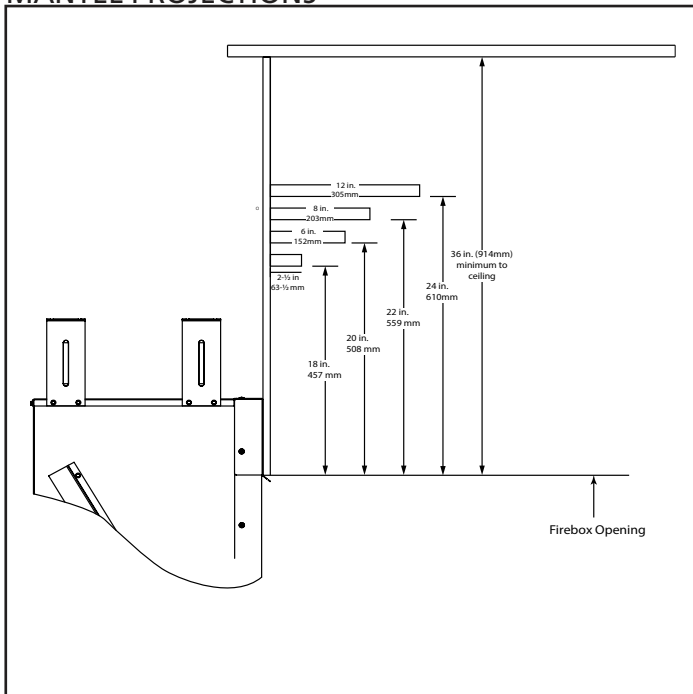 MANTEL PROJECTIONS
12 in.
305mm
8 in.
203mm
6 in.
152mm
2-½ in
63-½ mm
36 in. (914mm)
minimum to
ceiling
24 in.
610mm
22 in.
559 mm
20 in.
508 mm
18 in.
457 mm
Firebox Opening